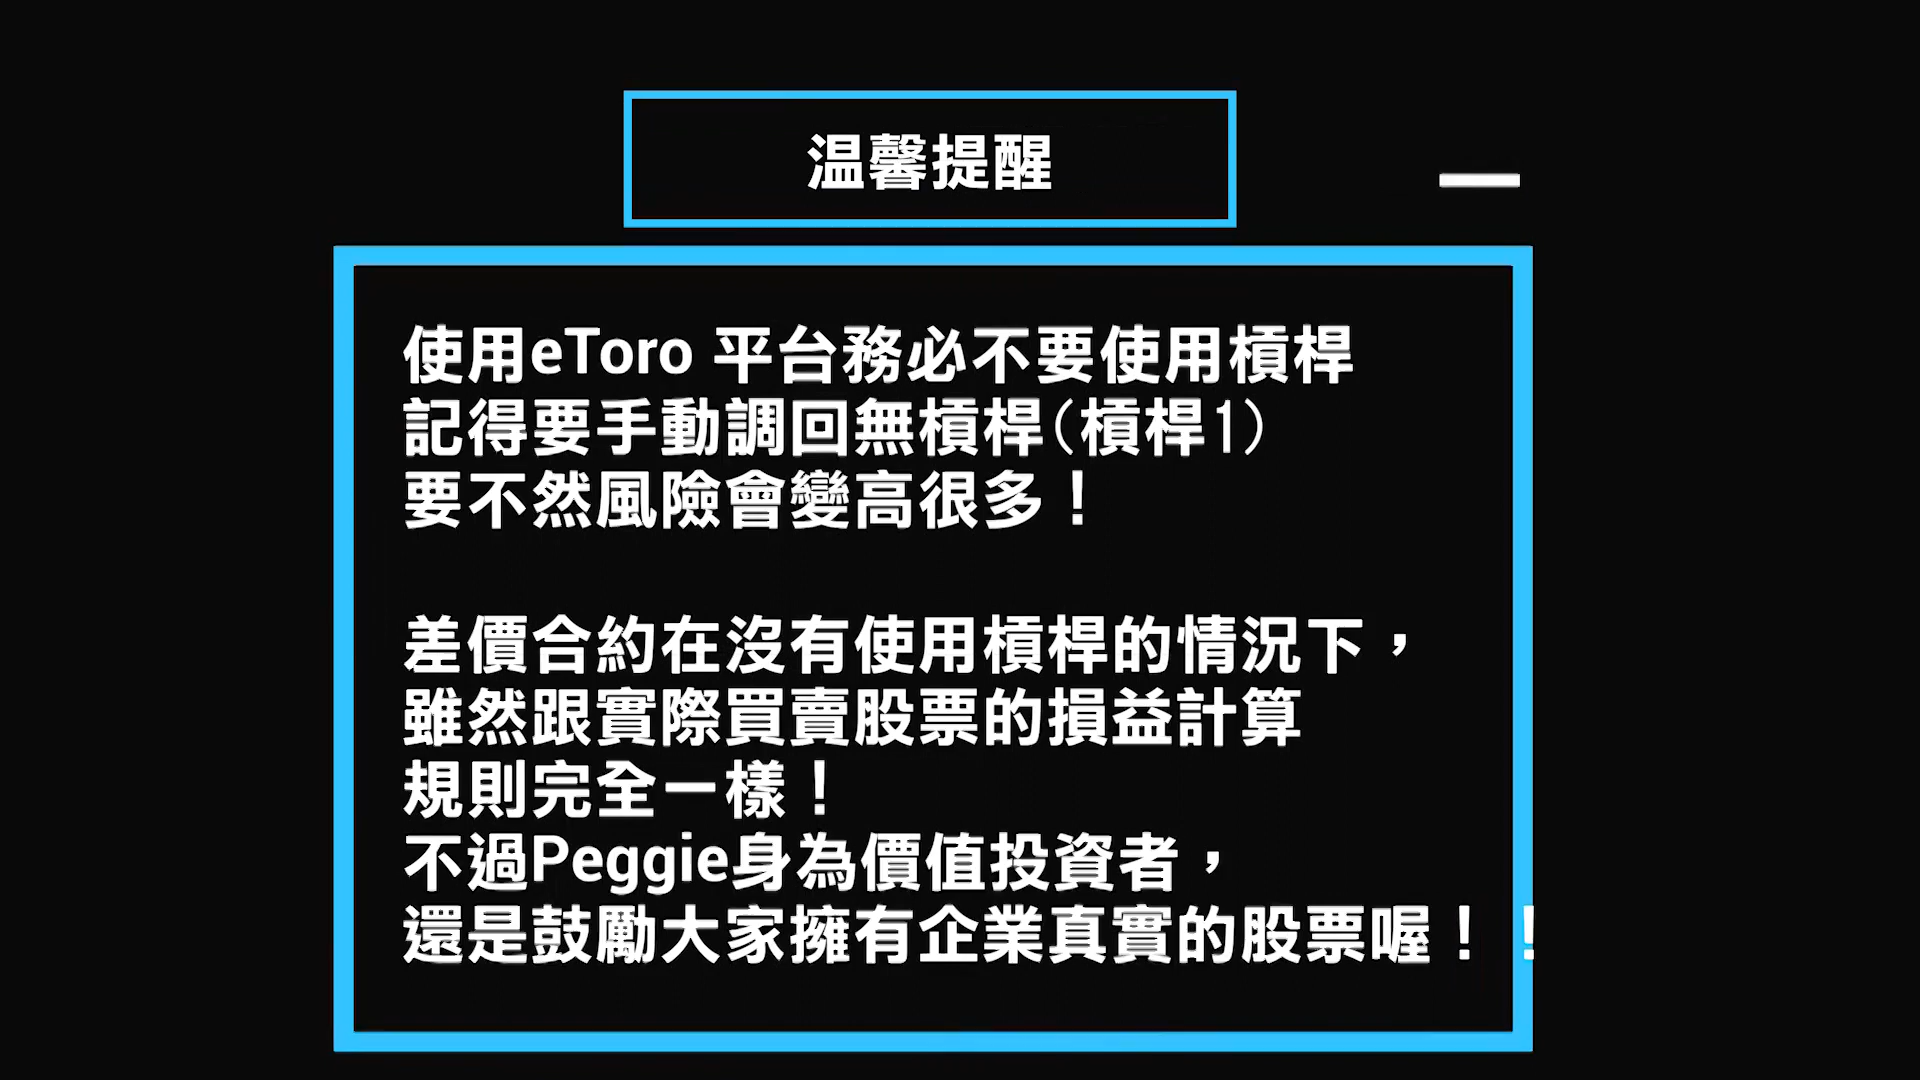 温馨提醒
使用eToro 平台務必不要使用槓桿
記得要手動調回無槓桿(槓桿1)
要不然風險會變高很多！
差價合約在沒有使用槓桿的情況下，
雖然跟實際買賣股票的損益計算
規則完全一樣！
不過Peggie身為價值投資者，
還是鼓勵大家擁有企業真實的股票喔！！